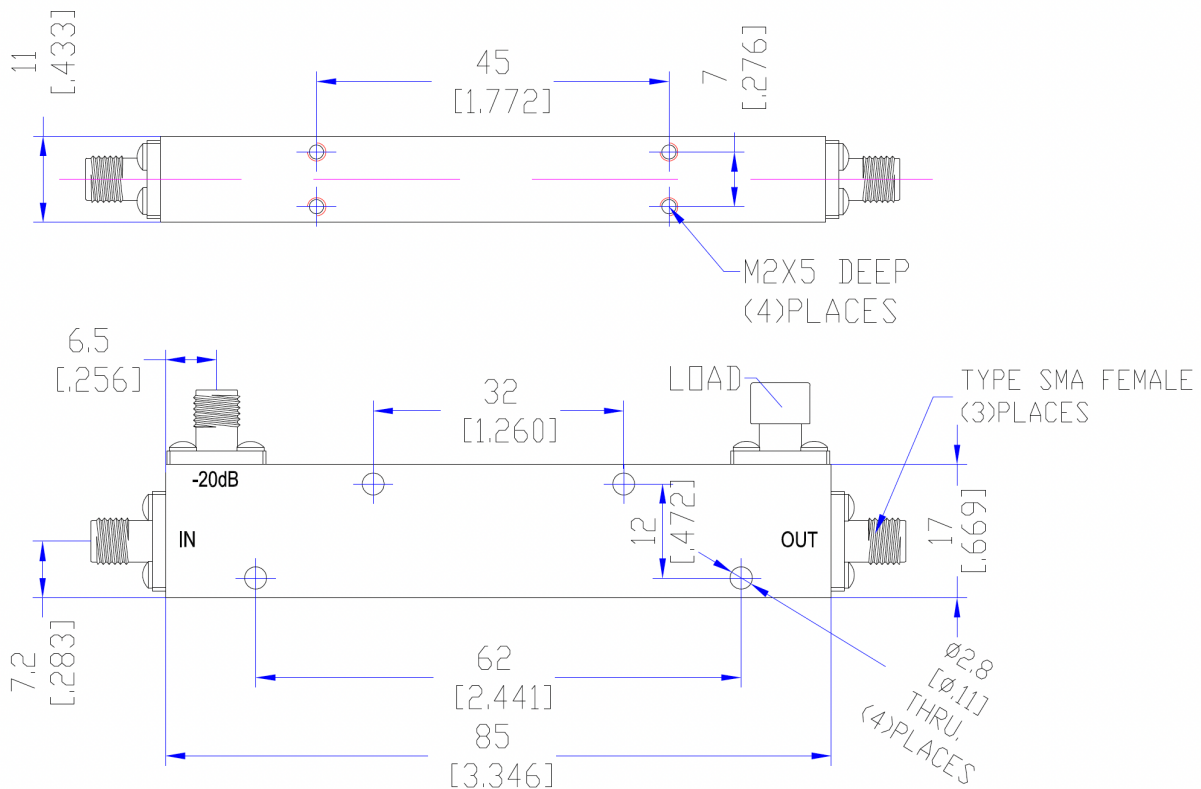 11
[.433]
45
[1.772]
7
[.276]
M2X5 DEEP
(4)PLACES
6.5
[.256]
32
[1.260]
LOAD
TYPE SMA FEMALE
(3)PLACES
-20dB
12
[.472]
17
[.669]
IN
OUT
7.2
[.283]
62
[2.441]
Ø2.8
[Ø.11]
THRU,
(4)PLACES
85
[3.346]